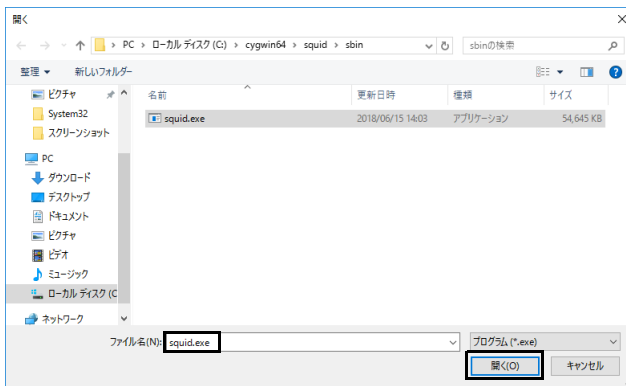 開く
PC › ローカル ディスク (C:) › cygwin64 › squid › sbin
sbinの検索
整理 新しいフォルダー
名前 更新日時 種類 サイズ
squid.exe 2018/06/15 14:03 アプリケーション 54,645 KB
ピクチャ
System32
スクリーンショット
PC
ダウンロード
デスクトップ
ドキュメント
ピクチャ
ビデオ
ミュージック
ローカル ディスク (C
ネットワーク
ファイル名(N): squid.exe プログラム (*.exe)
開く(O) キャンセル